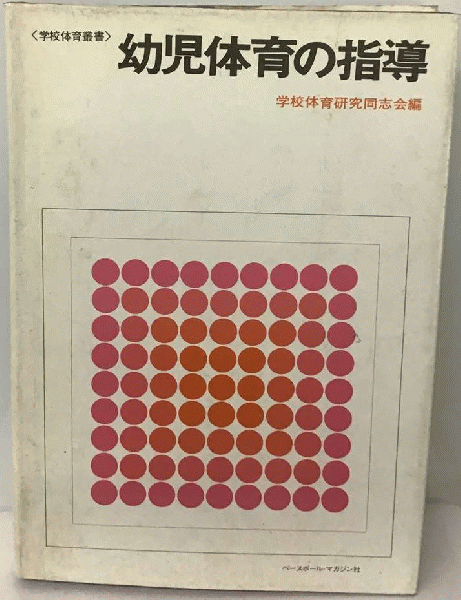 〈学校体育叢書〉
幼児体育の指導
学校体育研究同志会編
ベースボール・マガジン社